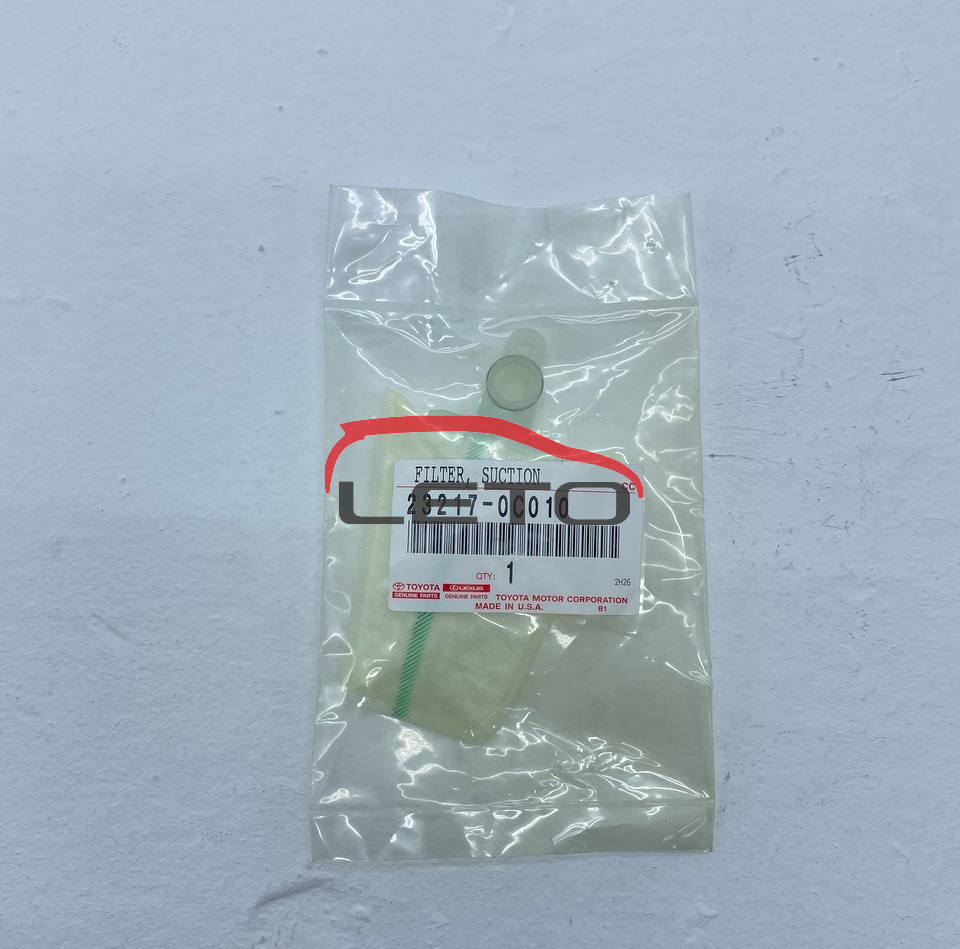 FILTER, SUCTION
CC
23217-0C010
LETO
QTY: 1
2H26
TOYOTA LEXUS
GENUINE PARTS GENUINE PARTS TOYOTA MOTOR CORPORATION
MADE IN U.S.A. B1